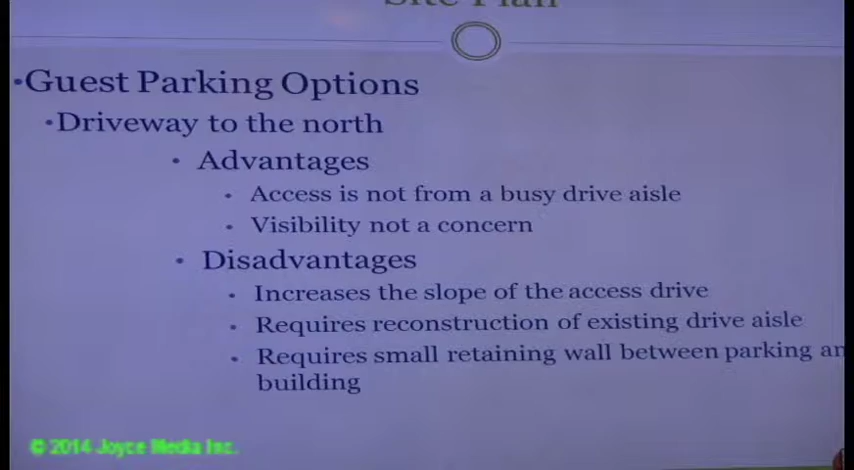 Site Plan
•Guest Parking Options
•Driveway to the north
• Advantages
• Access is not from a busy drive aisle
• Visibility not a concern
• Disadvantages
• Increases the slope of the access drive
• Requires reconstruction of existing drive aisle
• Requires small retaining wall between parking an
building
© 2014 Joyce Media Inc.